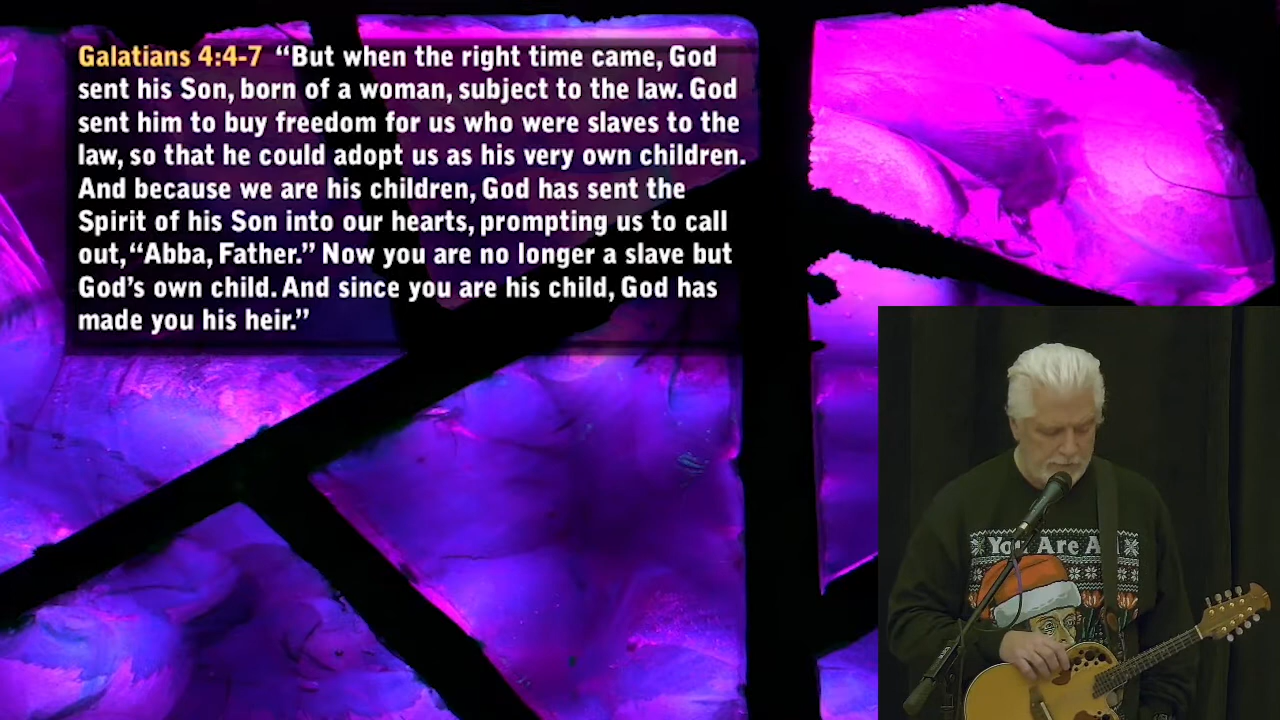 Galatians 4:4-7 “But when the right time came, God
sent his Son, born of a woman, subject to the law. God
sent him to buy freedom for us who were slaves to the
law, so that he could adopt us as his very own children.
And because we are his children, God has sent the
Spirit of his Son into our hearts, prompting us to call
out, “Abba, Father.” Now you are no longer a slave but
God’s own child. And since you are his child, God has
made you his heir.”
You Are A